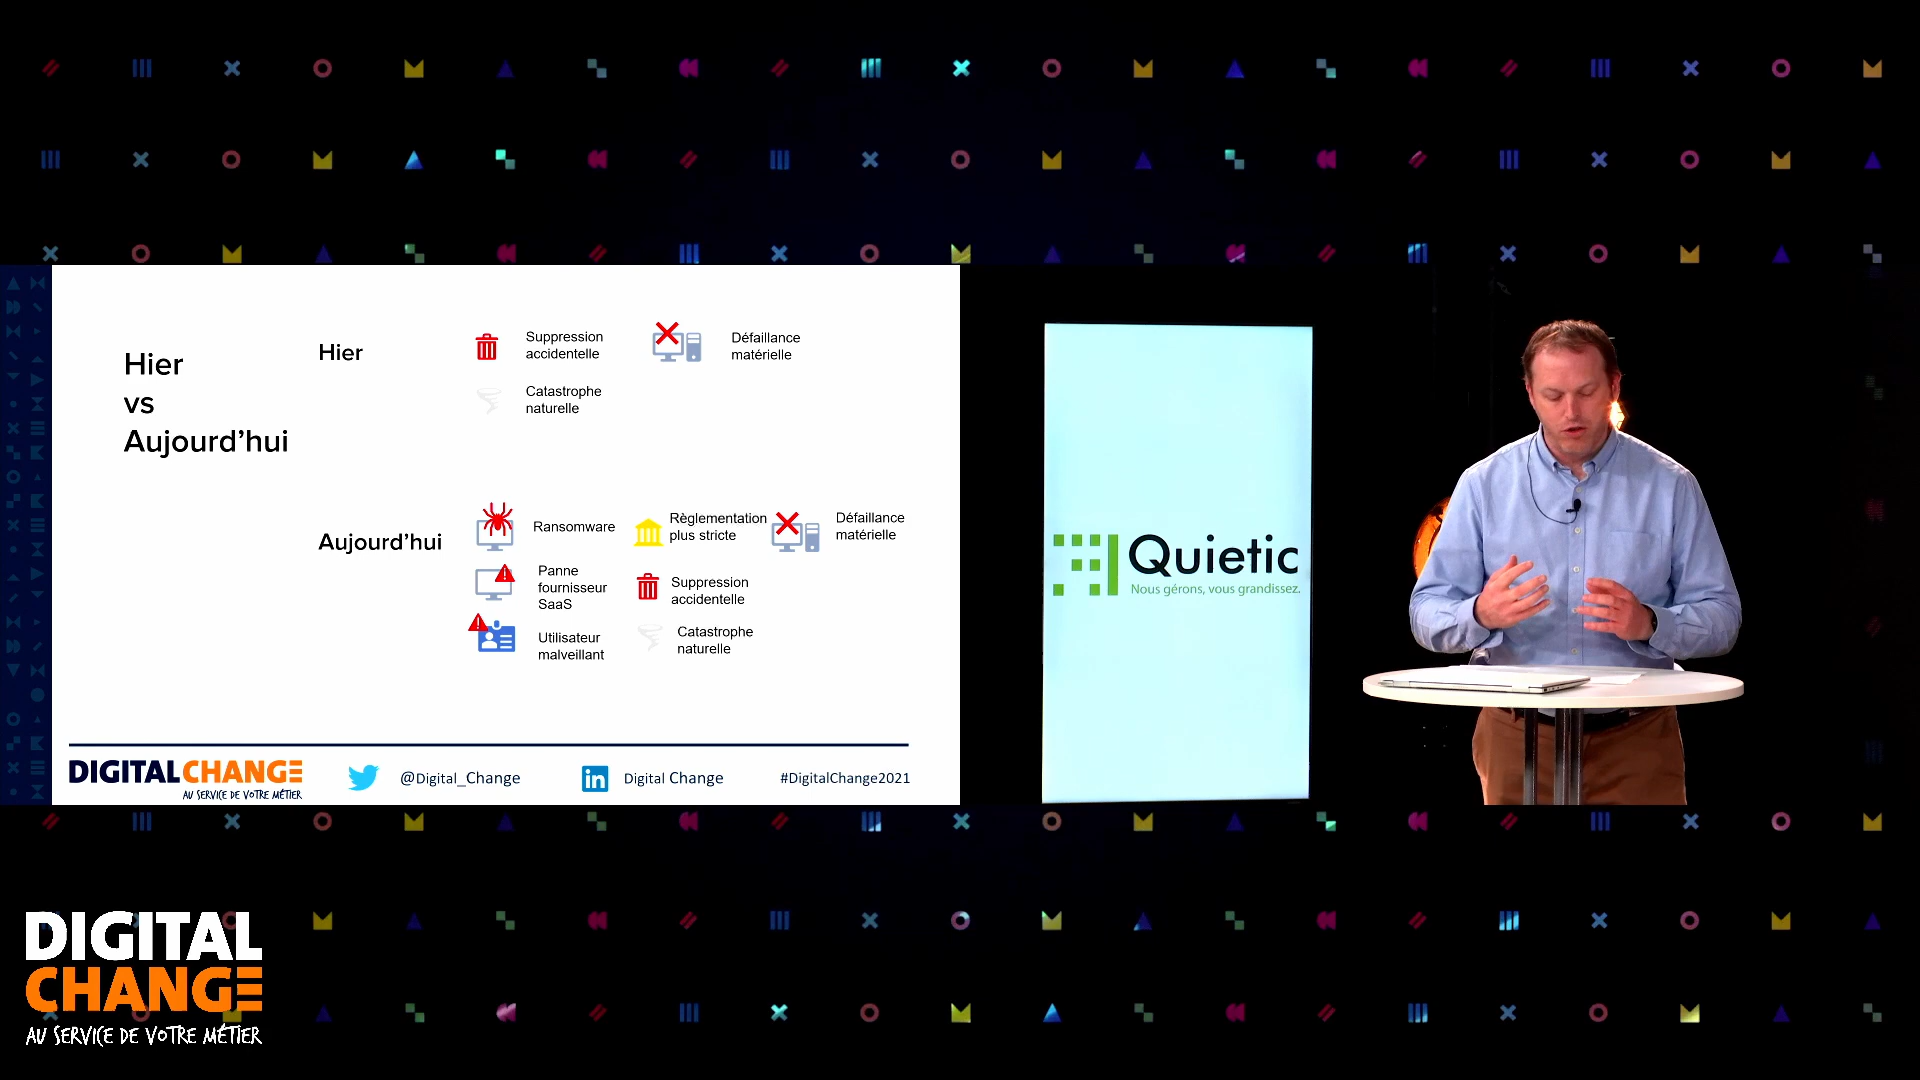 Hier
vs
Aujourd’hui
Hier
Suppression
accidentelle
Défaillance
matérielle
Catastrophe
naturelle
Aujourd’hui
Ransomware
Règlementation
plus stricte
Défaillance
matérielle
Panne
fournisseur
SaaS
Suppression
accidentelle
Utilisateur
malveillant
Catastrophe
naturelle
DIGITALCHANGE
AU SERVICE DE VOTRE MÉTIER
@Digital_Change
in
Digital Change
#DigitalChange2021
Quietic
Nous gérons, vous grandissez.
DIGITAL
CHANGE
AU SERVICE DE VOTRE MÉTIER